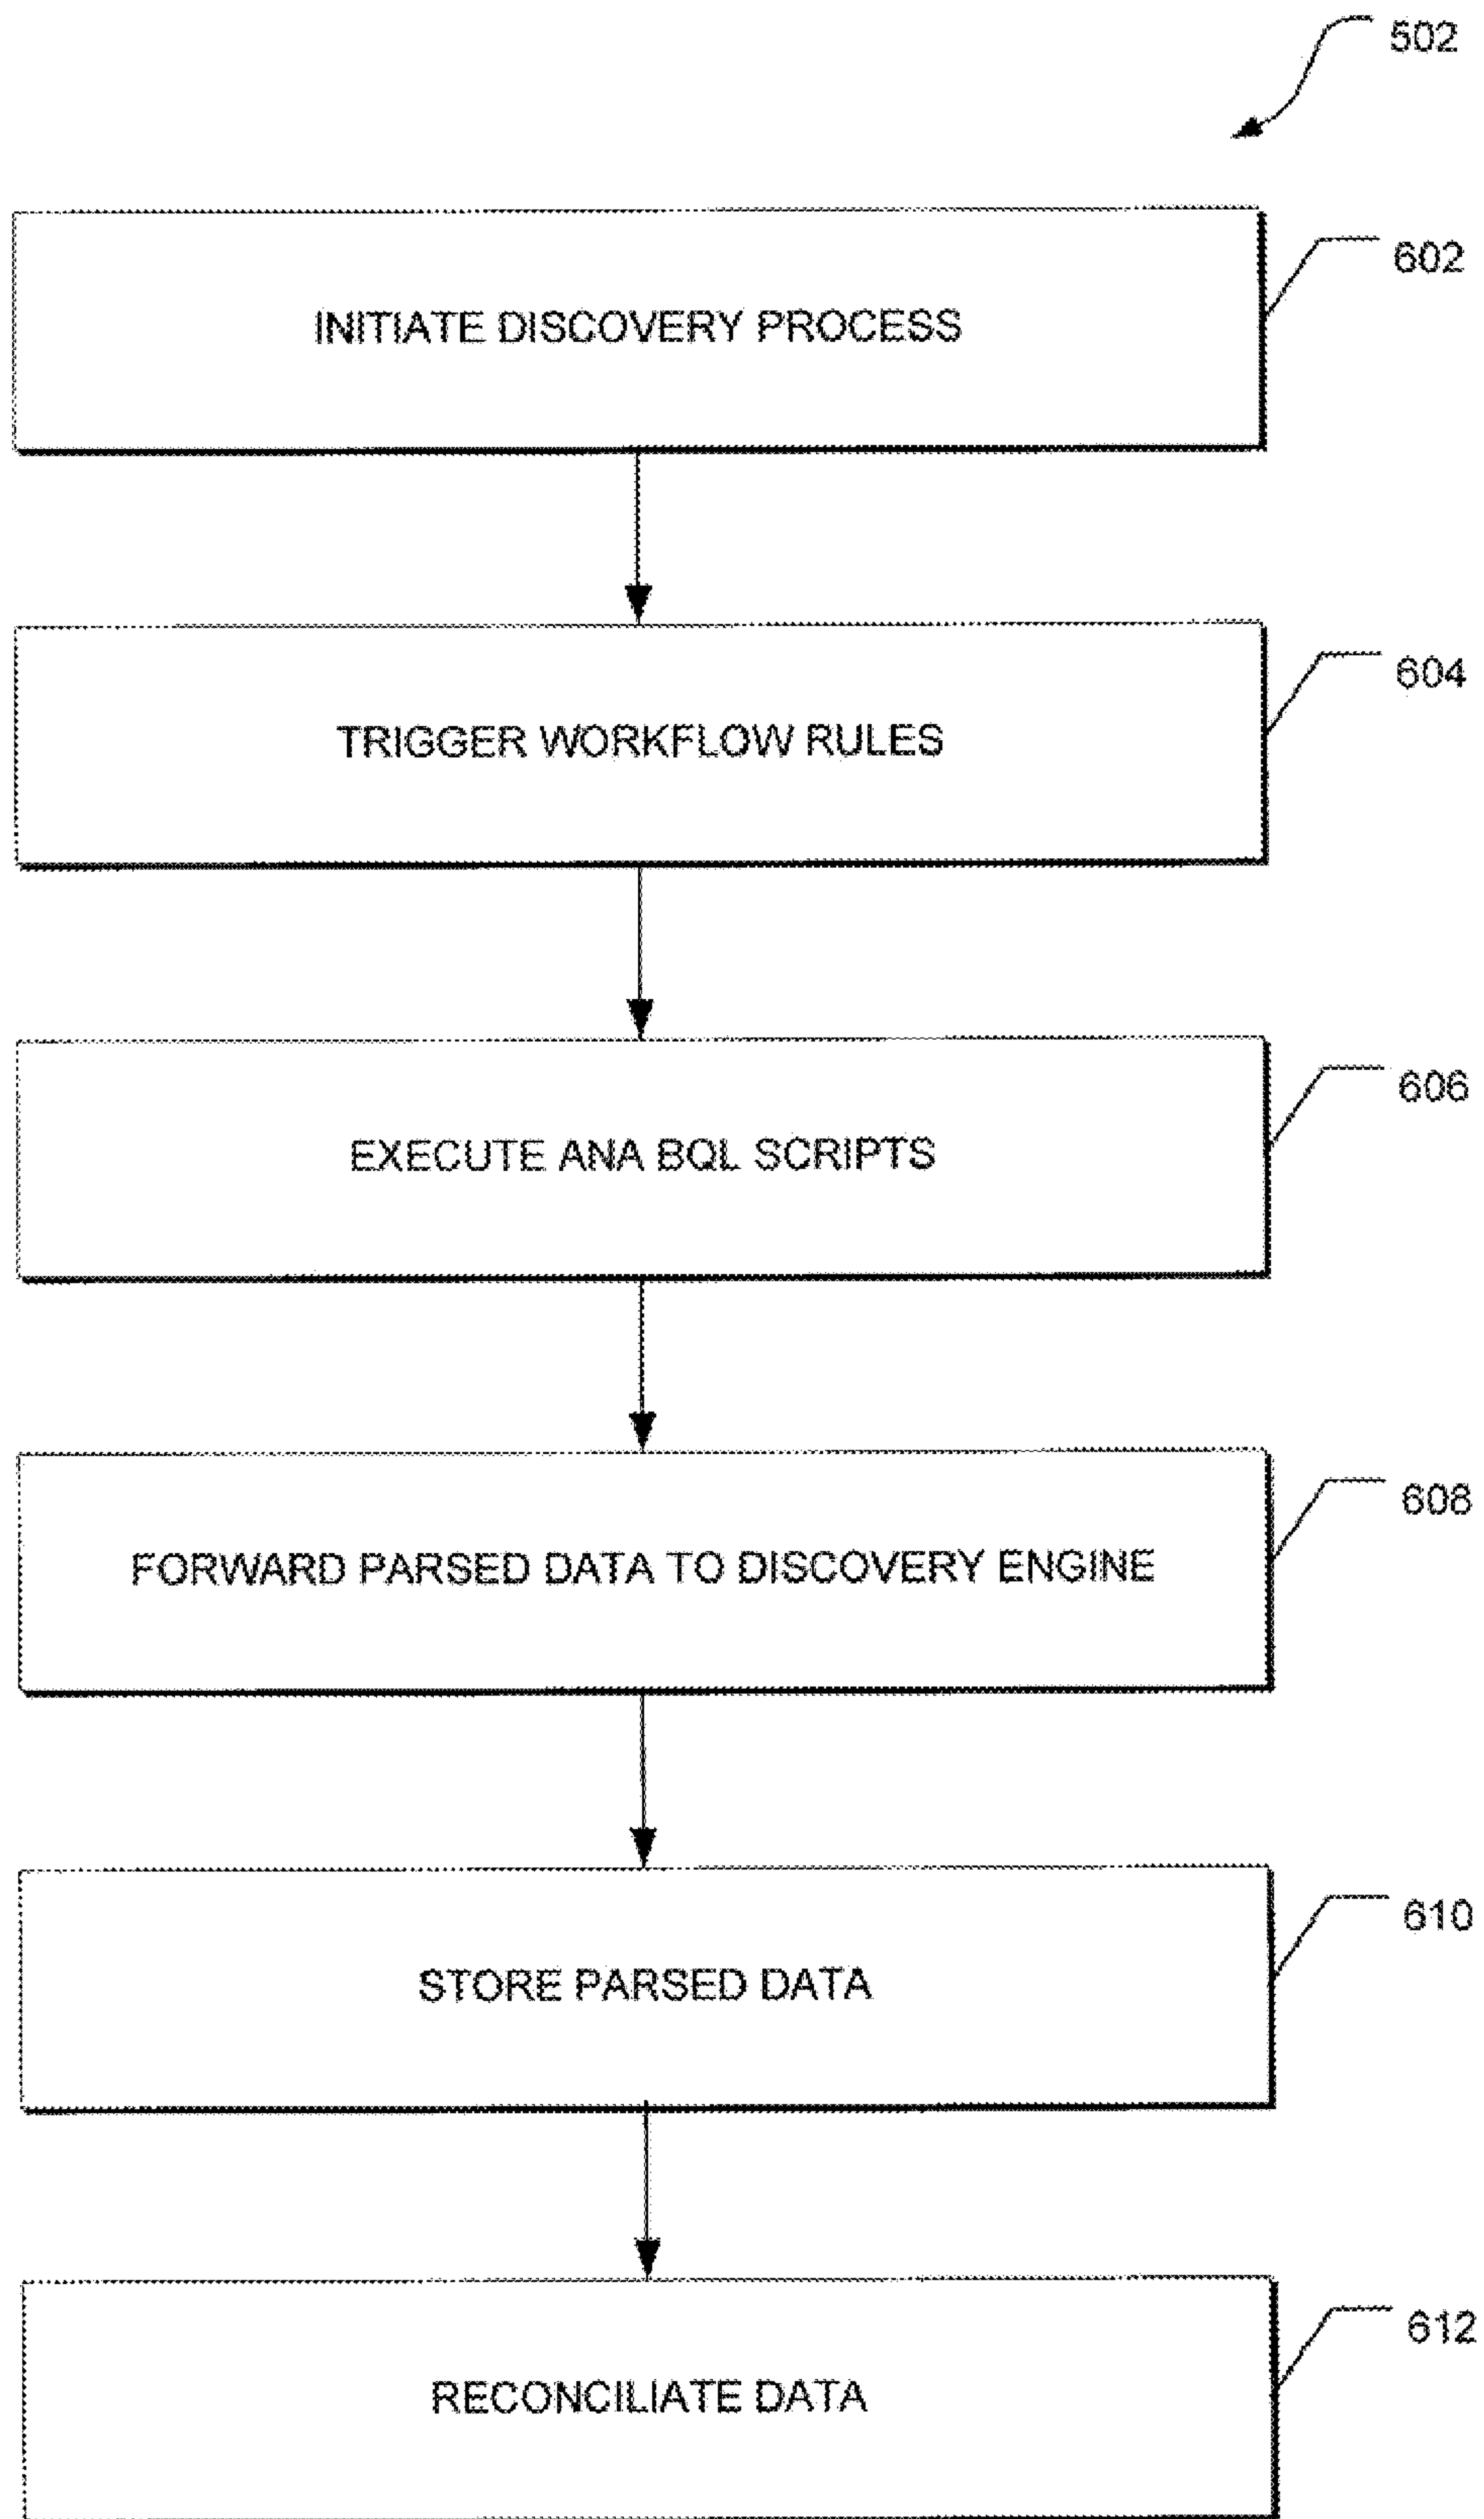 502
602
INITIATE DISCOVERY PROCESS
604
TRIGGER WORKFLOW RULES
606
EXECUTE ANA BQL SCRIPTS
608
FORWARD PARSED DATA TO DISCOVERY ENGINE
610
STORE PARSED DATA
612
RECONCILIATE DATA